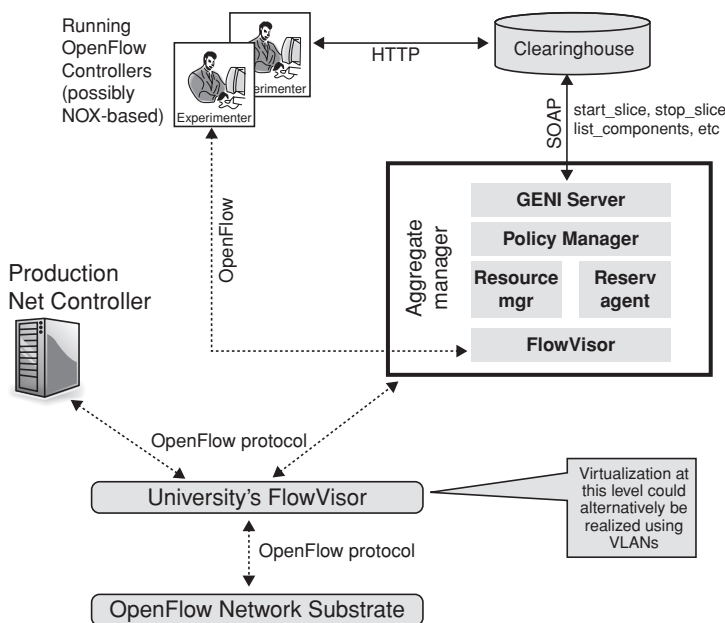 Running
OpenFlow
Controllers
(possibly
NOX-based)
Experimenter
perimenter
HTTP
Clearinghouse
SOAP
start_slice, stop_slice
list_components, etc
Aggregate
manager
GENI Server
Policy Manager
Resource
mgr
Reserv
agent
FlowVisor
OpenFlow
Production
Net Controller
OpenFlow protocol
University's FlowVisor
Virtualization at
this level could
alternatively be
realized using
VLANs
OpenFlow protocol
OpenFlow Network Substrate